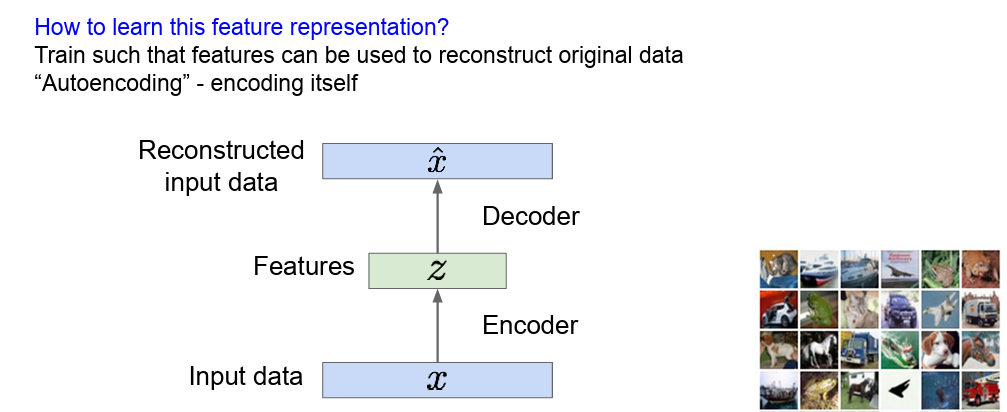 How to learn this feature representation?
Train such that features can be used to reconstruct original data
“Autoencoding” - encoding itself
Reconstructed
input data
x̂
Decoder
Features
z
Encoder
Input data
x